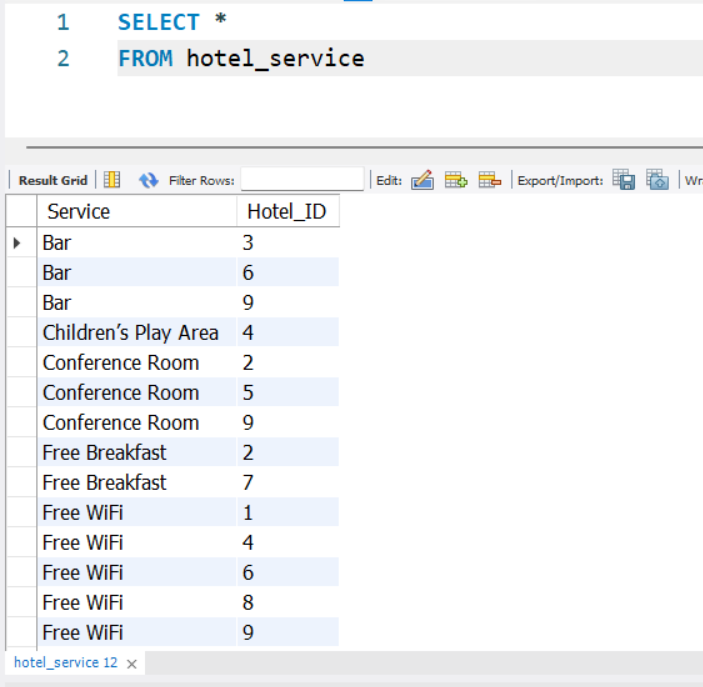 1 SELECT *
2 FROM hotel_service
Result Grid Filter Rows: Edit: Export/Import: Wr
Service Hotel_ID
Bar 3
Bar 6
Bar 9
Children’s Play Area 4
Conference Room 2
Conference Room 5
Conference Room 9
Free Breakfast 2
Free Breakfast 7
Free WiFi 1
Free WiFi 4
Free WiFi 6
Free WiFi 8
Free WiFi 9
hotel_service 12